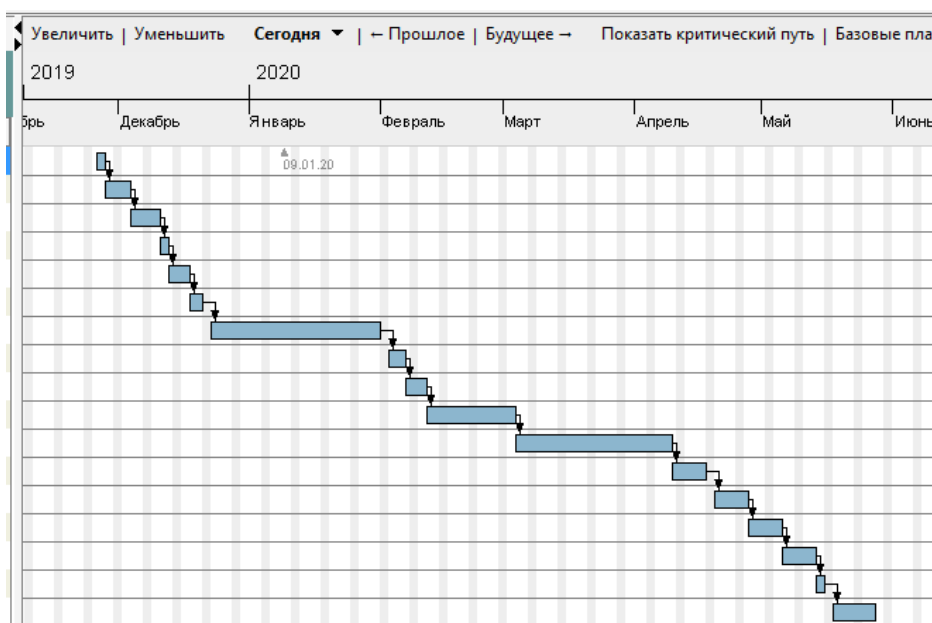 Увеличить | Уменьшить Сегодня ▼ | ← Прошлое | Будущее → Показать критический путь | Базовые пла
2019 2020
брь Декабрь Январь Февраль Март Апрель Май Июнь
09.01.20